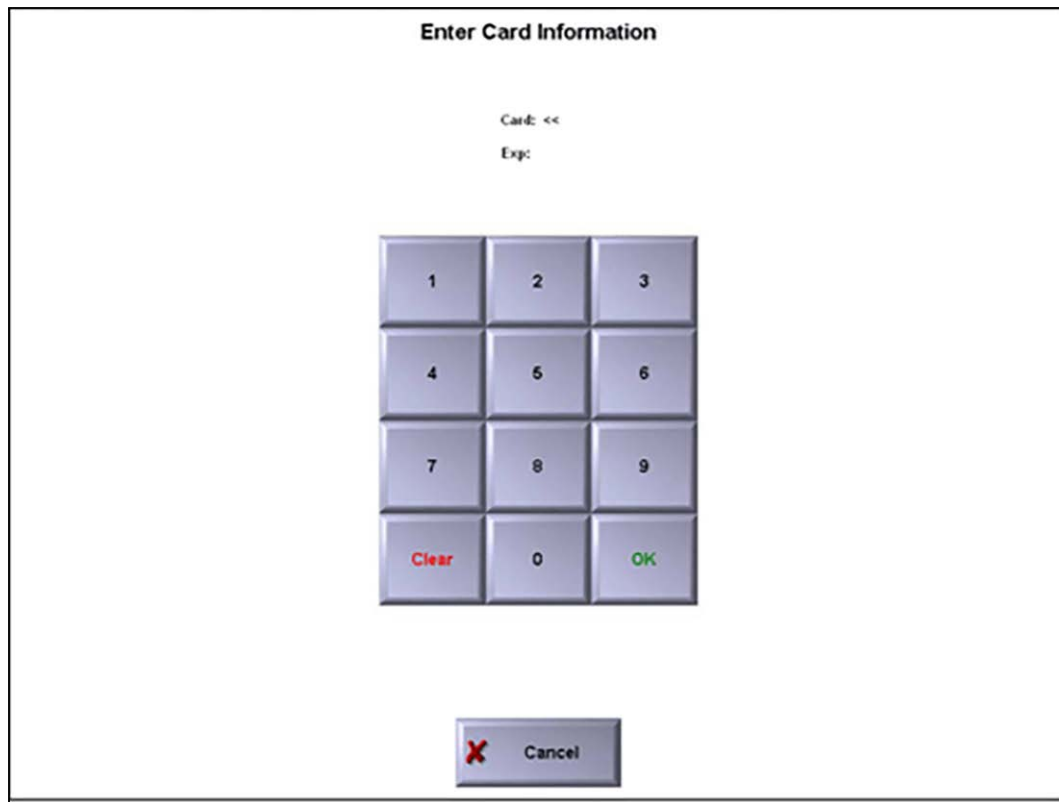 Enter Card Information
Card: <<
Exp:
1 2 3
4 5 6
7 8 9
Clear 0 OK
Cancel